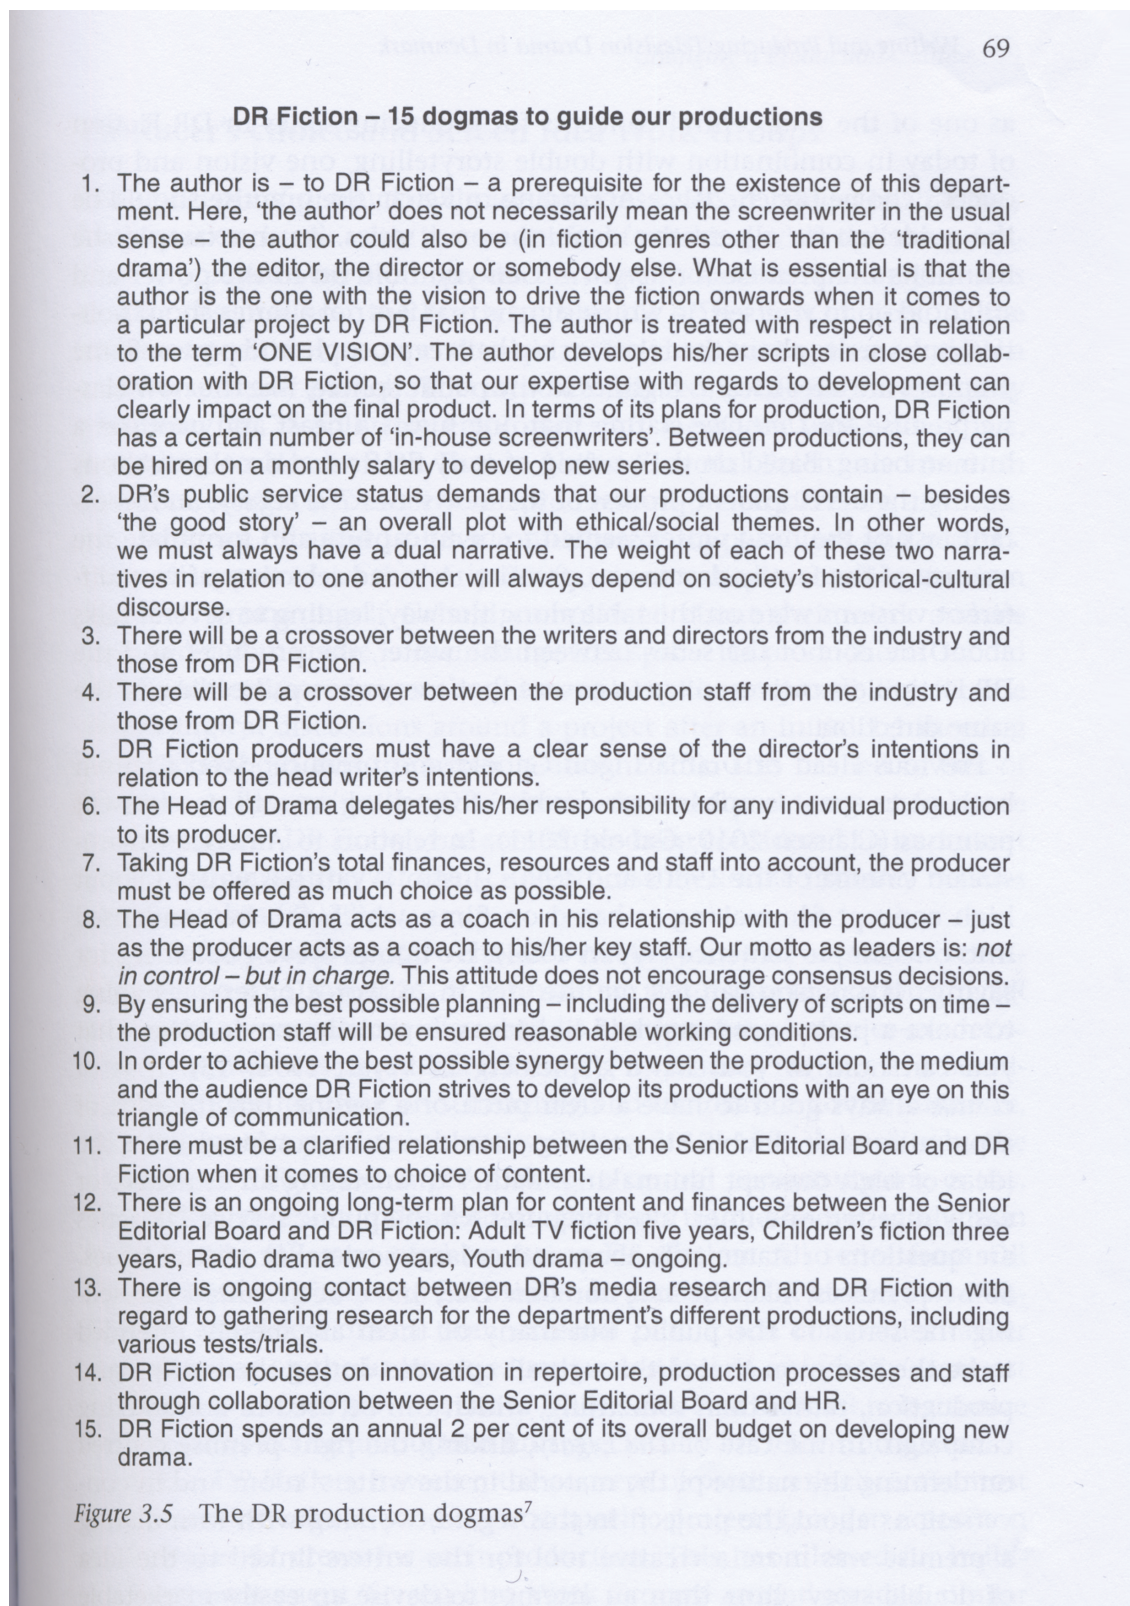 69
DR Fiction – 15 dogmas to guide our productions
1. The author is – to DR Fiction – a prerequisite for the existence of this depart-
ment. Here, ‘the author’ does not necessarily mean the screenwriter in the usual
sense – the author could also be (in fiction genres other than the ‘traditional
drama’) the editor, the director or somebody else. What is essential is that the
author is the one with the vision to drive the fiction onwards when it comes to
a particular project by DR Fiction. The author is treated with respect in relation
to the term ‘ONE VISION’. The author develops his/her scripts in close collab-
oration with DR Fiction, so that our expertise with regards to development can
clearly impact on the final product. In terms of its plans for production, DR Fiction
has a certain number of ‘in-house screenwriters’. Between productions, they can
be hired on a monthly salary to develop new series.
2. DR’s public service status demands that our productions contain – besides
‘the good story’ – an overall plot with ethical/social themes. In other words,
we must always have a dual narrative. The weight of each of these two narra-
tives in relation to one another will always depend on society’s historical-cultural
discourse.
3. There will be a crossover between the writers and directors from the industry and
those from DR Fiction.
4. There will be a crossover between the production staff from the industry and
those from DR Fiction.
5. DR Fiction producers must have a clear sense of the director’s intentions in
relation to the head writer’s intentions.
6. The Head of Drama delegates his/her responsibility for any individual production
to its producer.
7. Taking DR Fiction’s total finances, resources and staff into account, the producer
must be offered as much choice as possible.
8. The Head of Drama acts as a coach in his relationship with the producer – just
as the producer acts as a coach to his/her key staff. Our motto as leaders is: not
in control – but in charge. This attitude does not encourage consensus decisions.
9. By ensuring the best possible planning – including the delivery of scripts on time –
the production staff will be ensured reasonable working conditions.
10. In order to achieve the best possible synergy between the production, the medium
and the audience DR Fiction strives to develop its productions with an eye on this
triangle of communication.
11. There must be a clarified relationship between the Senior Editorial Board and DR
Fiction when it comes to choice of content.
12. There is an ongoing long-term plan for content and finances between the Senior
Editorial Board and DR Fiction: Adult TV fiction five years, Children’s fiction three
years, Radio drama two years, Youth drama – ongoing.
13. There is ongoing contact between DR’s media research and DR Fiction with
regard to gathering research for the department’s different productions, including
various tests/trials.
14. DR Fiction focuses on innovation in repertoire, production processes and staff
through collaboration between the Senior Editorial Board and HR.
15. DR Fiction spends an annual 2 per cent of its overall budget on developing new
drama.
Figure 3.5 The DR production dogmas⁷